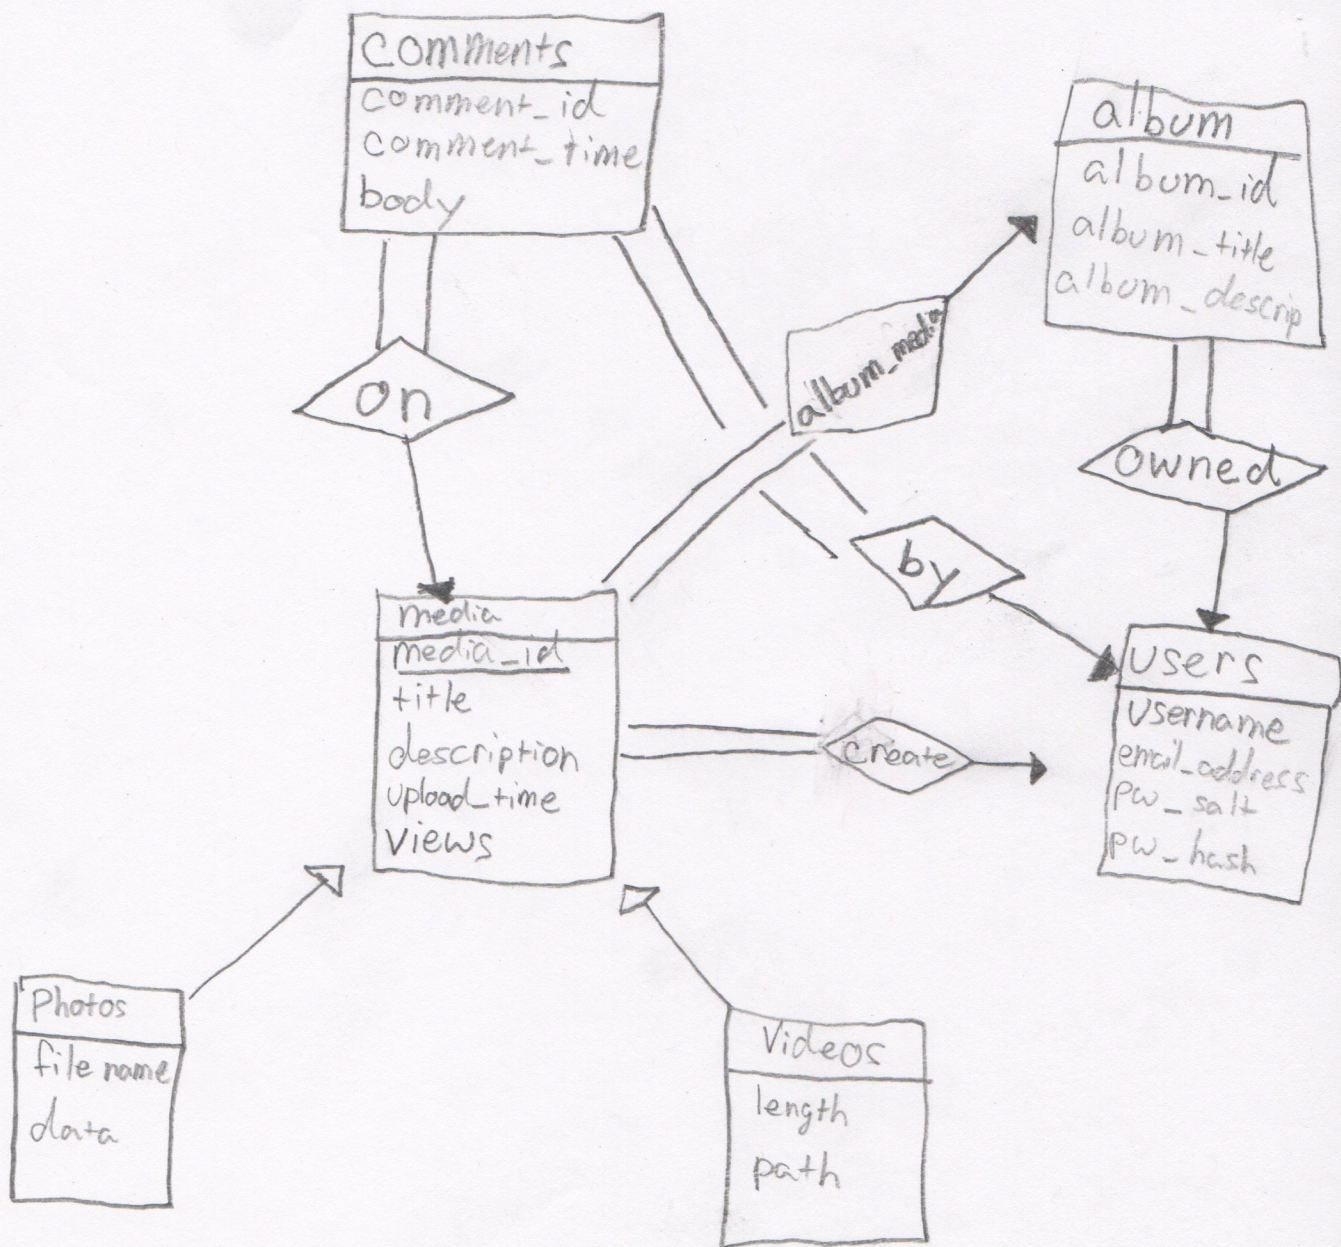 comments
comment_id
comment_time
body
album
album_id
album_title
album_descrip
album_media
on
owned
by
media
media_id
title
description
upload_time
views
create
users
username
email_address
pw_salt
pw_hash
Photos
file name
data
Videos
length
path